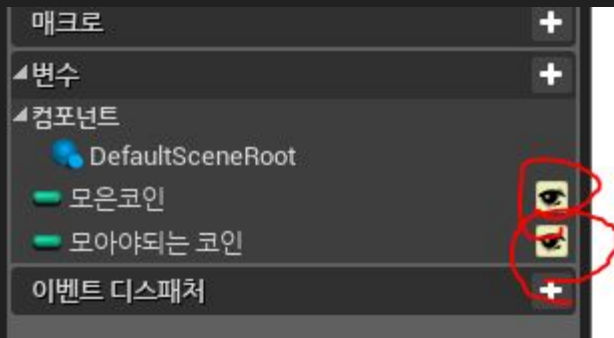 매크로
변수
컴포넌트
DefaultSceneRoot
모은코인
모아야되는 코인
이벤트 디스패처